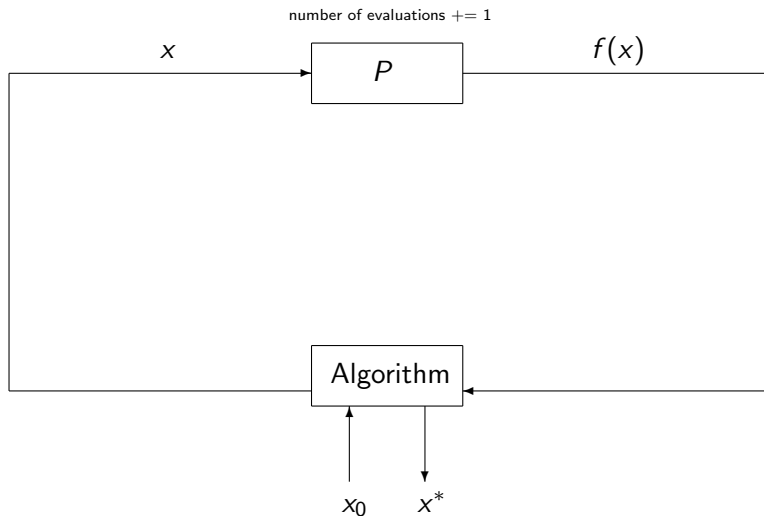 number of evaluations += 1
x
P
f(x)
Algorithm
x₀
x*